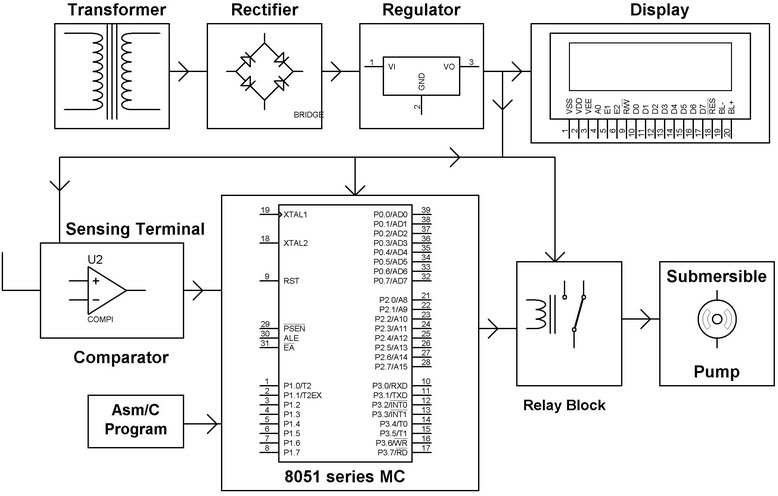 Transformer
Rectifier
Regulator
Display
BRIDGE
1
VI
VO
3
GND
2
VSS
VDD
VEE
A0
E1
E2
R/W
D0
D1
D2
D3
D4
D5
D6
D7
RES
BL-
BL+
1
2
3
4
5
6
9
10
11
12
13
14
15
16
17
18
19
20
Sensing Terminal
U2
COMPI
Comparator
Asm/C
Program
19 XTAL1
18 XTAL2
9 RST
29 PSEN
30 ALE
31 EA
1 P1.0/T2
2 P1.1/T2EX
3 P1.2
4 P1.3
5 P1.4
6 P1.5
7 P1.6
8 P1.7
P0.0/AD0 39
P0.1/AD1 38
P0.2/AD2 37
P0.3/AD3 36
P0.4/AD4 35
P0.5/AD5 34
P0.6/AD6 33
P0.7/AD7 32
P2.0/A8 21
P2.1/A9 22
P2.2/A10 23
P2.3/A11 24
P2.4/A12 25
P2.5/A13 26
P2.6/A14 27
P2.7/A15 28
P3.0/RXD 10
P3.1/TXD 11
P3.2/INT0 12
P3.3/INT1 13
P3.4/T0 14
P3.5/T1 15
P3.6/WR 16
P3.7/RD 17
8051 series MC
Relay Block
Submersible
Pump